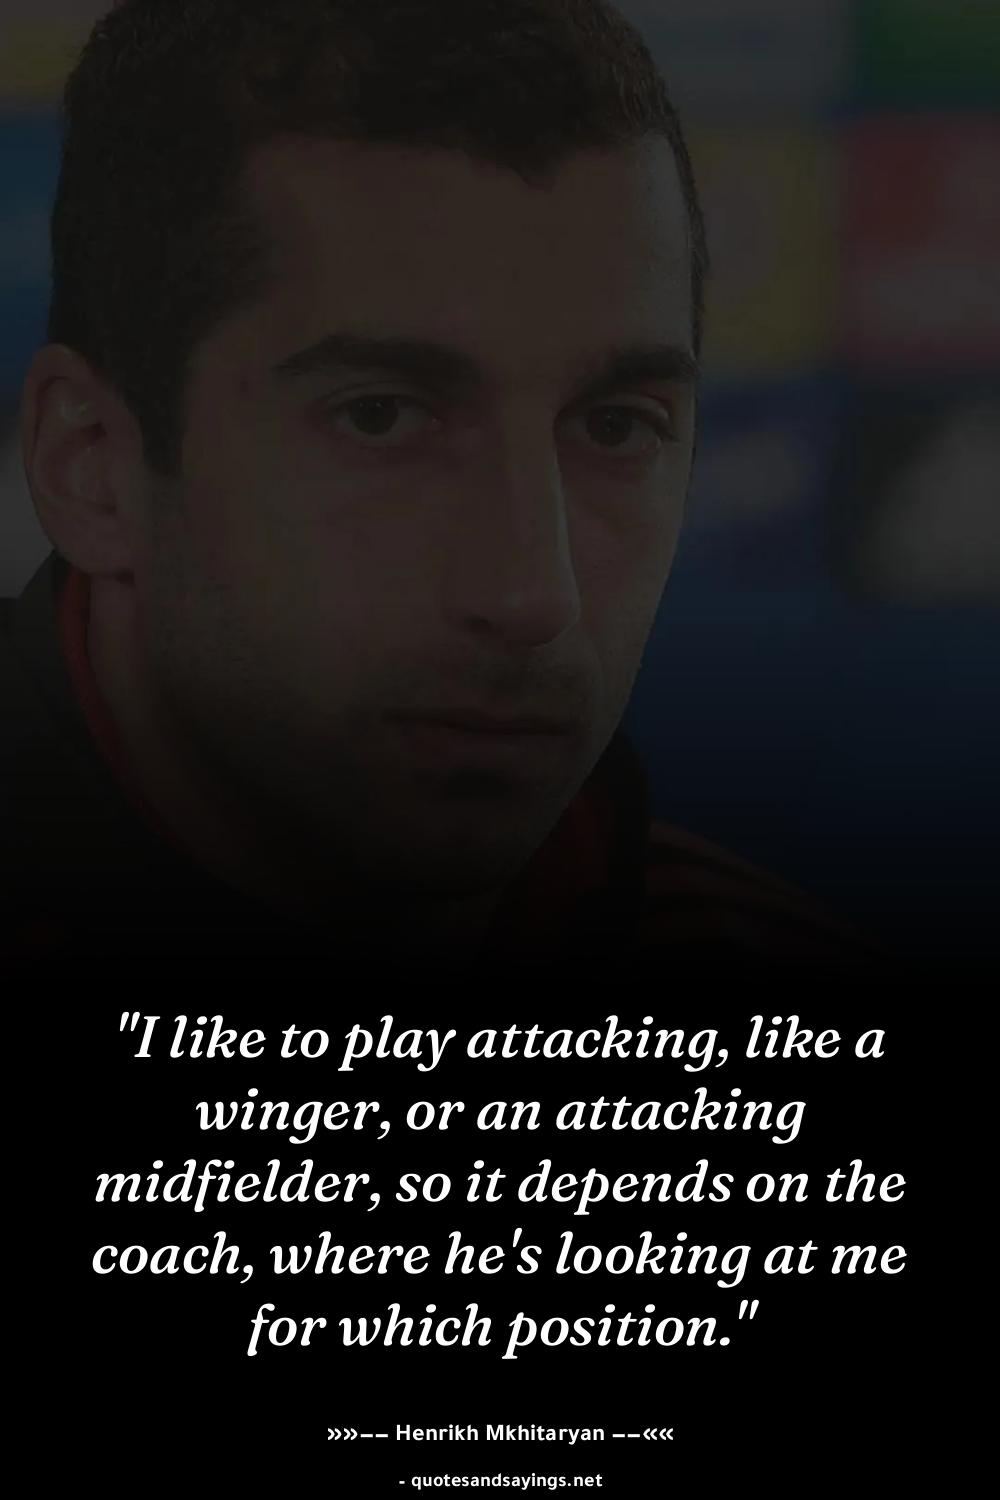 "I like to play attacking, like a
winger, or an attacking
midfielder, so it depends on the
coach, where he's looking at me
for which position."
»»−− Henrikh Mkhitaryan −−««
- quotesandsayings.net